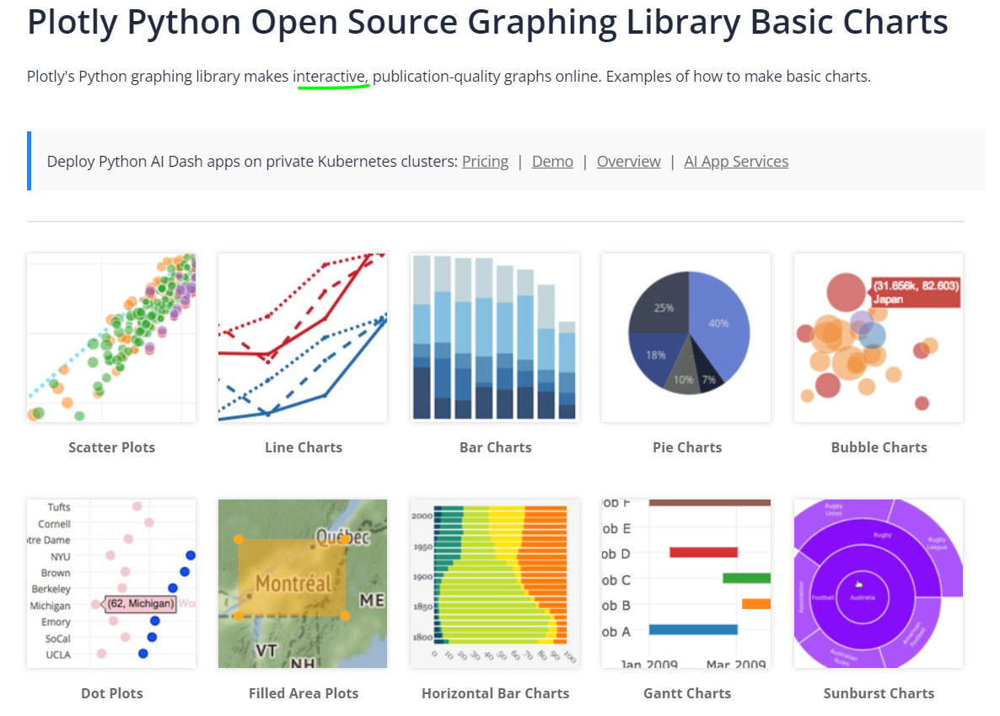 Plotly Python Open Source Graphing Library Basic Charts
Plotly's Python graphing library makes interactive, publication-quality graphs online. Examples of how to make basic charts.
Deploy Python AI Dash apps on private Kubernetes clusters: Pricing | Demo | Overview | AI App Services
(31.656k, 82.603)
Japan
25%
40%
18%
10%
7%
Scatter Plots
Line Charts
Bar Charts
Pie Charts
Bubble Charts
Tufts
Cornell
tre Dame
NYU
Brown
Berkeley
Michigan
(62, Michigan)
Wo
Emory
SoCal
UCLA
Québec
Montréal
ME
VT
NH
2000
1950
1900
1850
1800
0 10 20 30 40 50 60 70 80 90 100
ob F
ob E
ob D
ob C
ob B
ob A
Jan 2009 Mar 2009
Rugby
Union
Rugby
Rugby
League
Association
Football
Australia
American
Football
Australian
Rules
Dot Plots
Filled Area Plots
Horizontal Bar Charts
Gantt Charts
Sunburst Charts